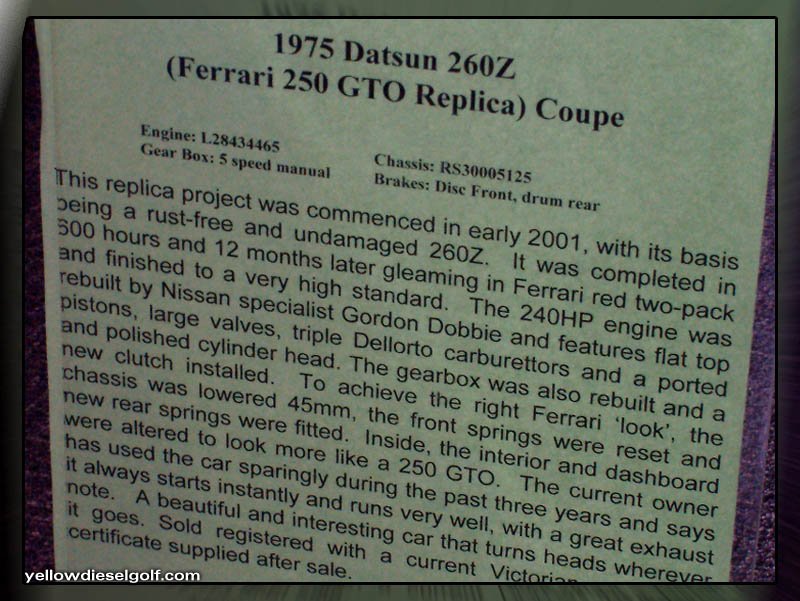 1975 Datsun 260Z
(Ferrari 250 GTO Replica) Coupe
Engine: L28434465
Gear Box: 5 speed manual
Chassis: RS30005125
Brakes: Disc Front, drum rear
This replica project was commenced in early 2001, with its basis
being a rust-free and undamaged 260Z. It was completed in
600 hours and 12 months later gleaming in Ferrari red two-pack
and finished to a very high standard. The 240HP engine was
rebuilt by Nissan specialist Gordon Dobbie and features flat top
pistons, large valves, triple Dellorto carburettors and a ported
and polished cylinder head. The gearbox was also rebuilt and a
new clutch installed. To achieve the right Ferrari 'look', the
chassis was lowered 45mm, the front springs were reset and
new rear springs were fitted. Inside, the interior and dashboard
were altered to look more like a 250 GTO. The current owner
has used the car sparingly during the past three years and says
it always starts instantly and runs very well, with a great exhaust
note. A beautiful and interesting car that turns heads wherever
it goes. Sold registered with a current Victorian
certificate supplied after sale.
yellowdieselgolf.com